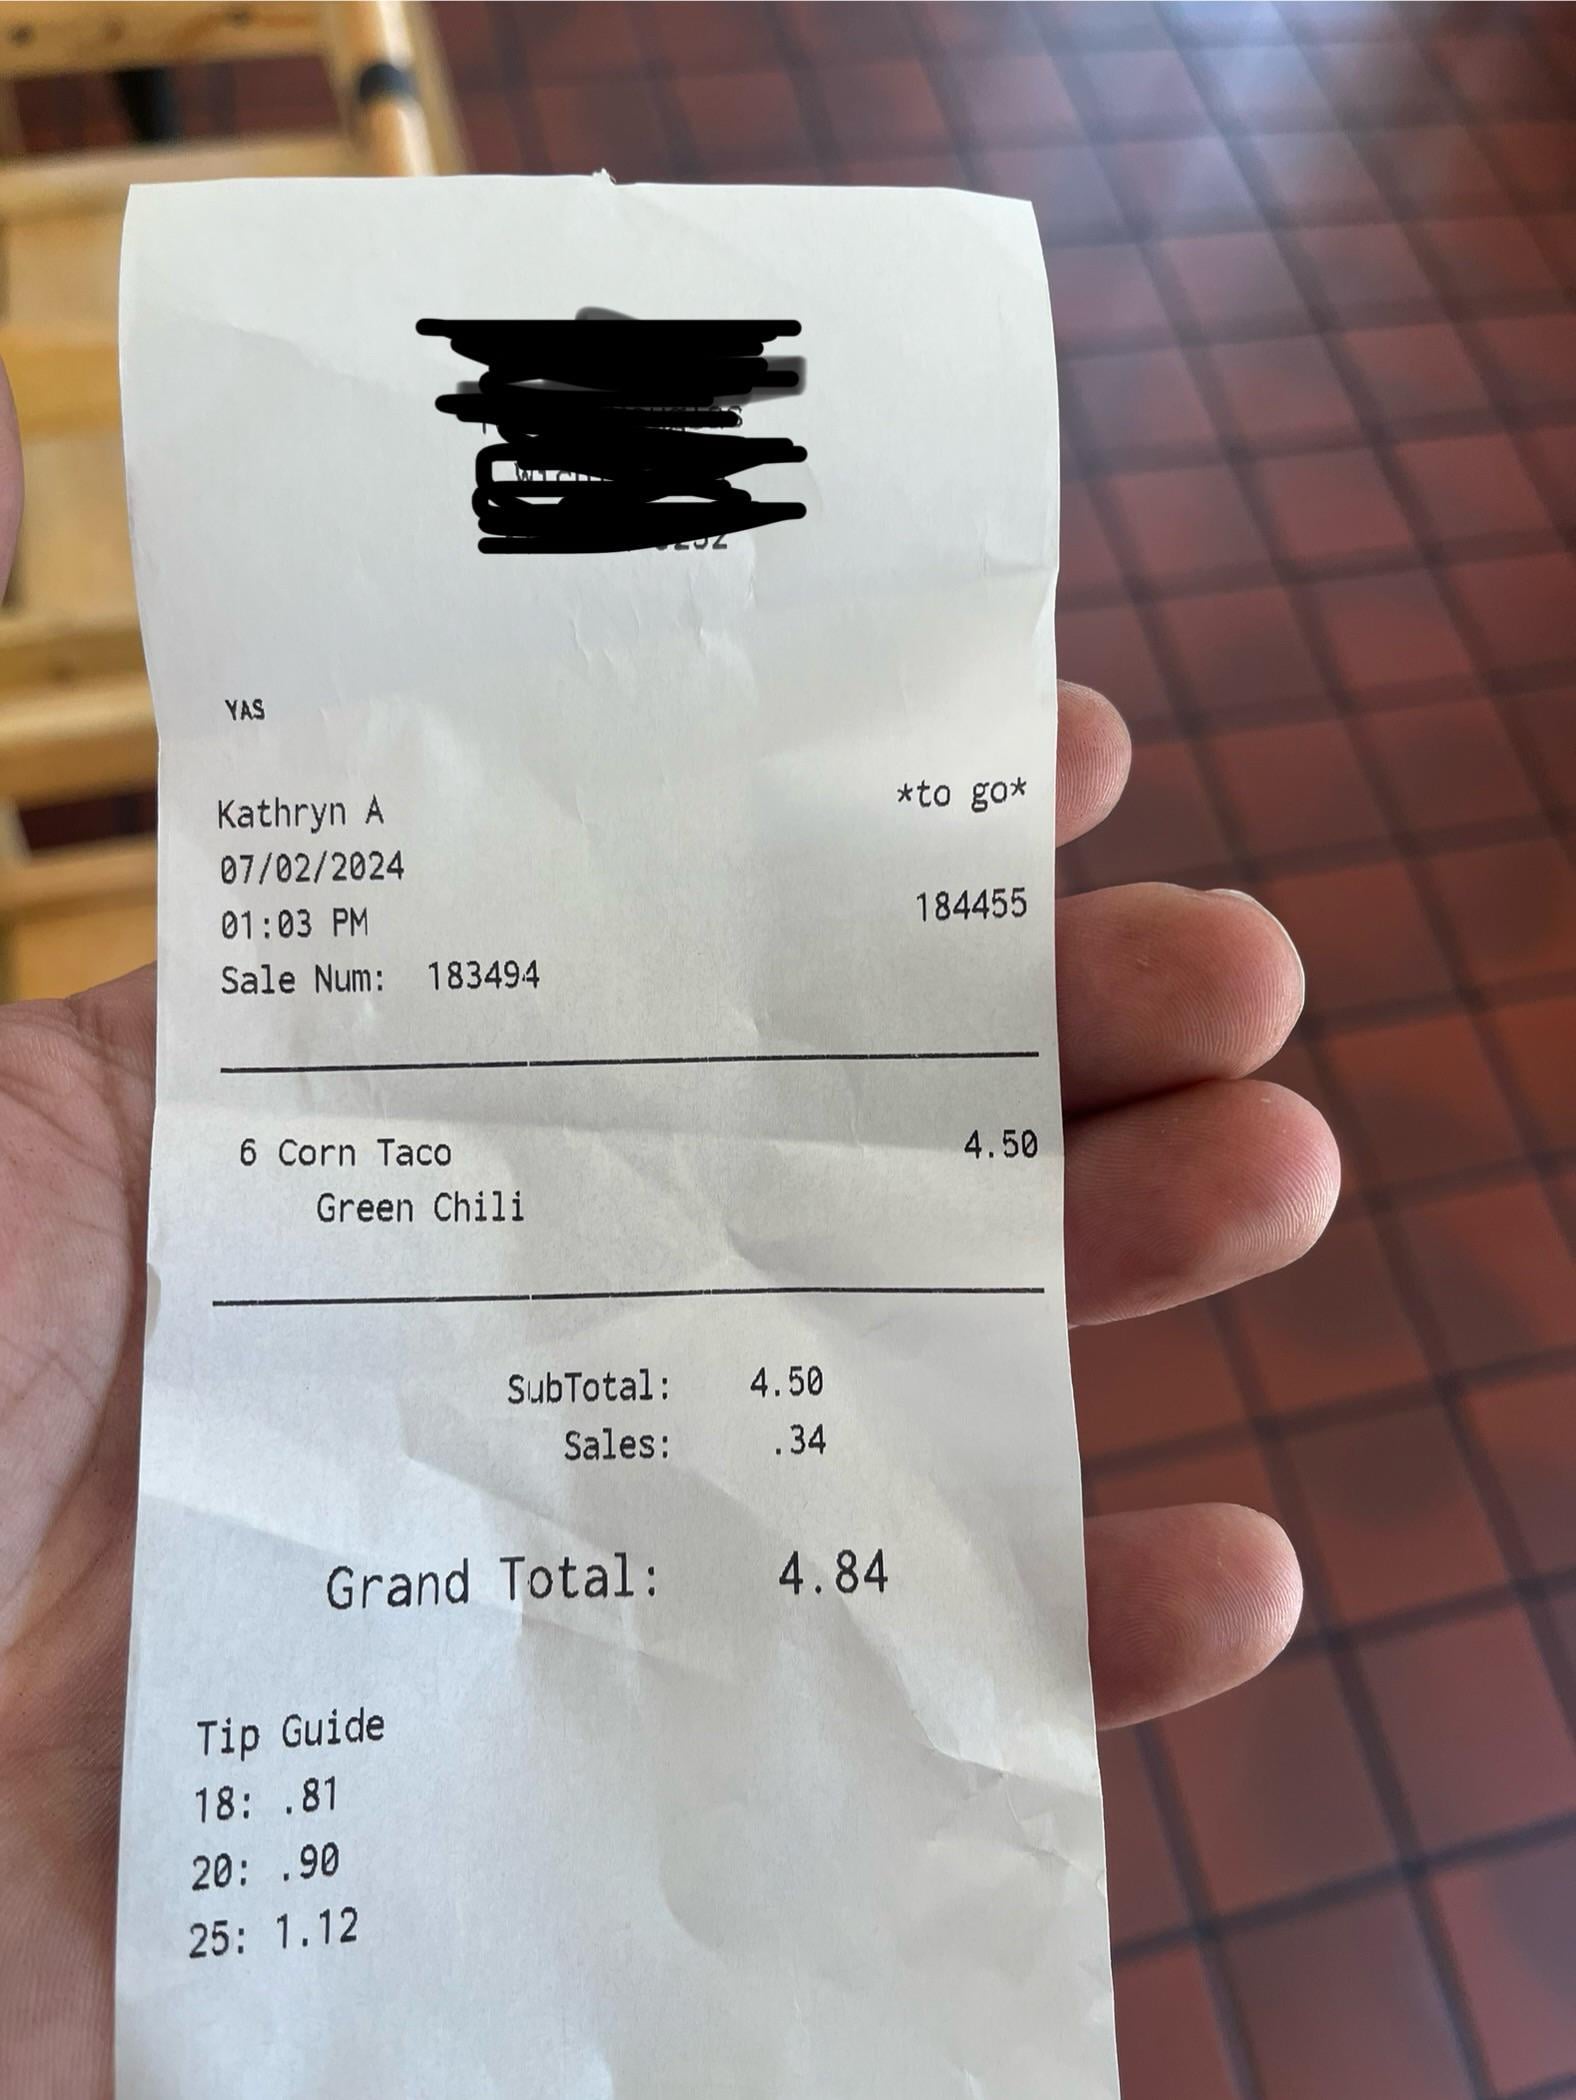 YAS
Kathryn A *to go*
07/02/2024
01:03 PM 184455
Sale Num: 183494
6 Corn Taco 4.50
Green Chili
SubTotal: 4.50
Sales: .34
Grand Total: 4.84
Tip Guide
18: .81
20: .90
25: 1.12